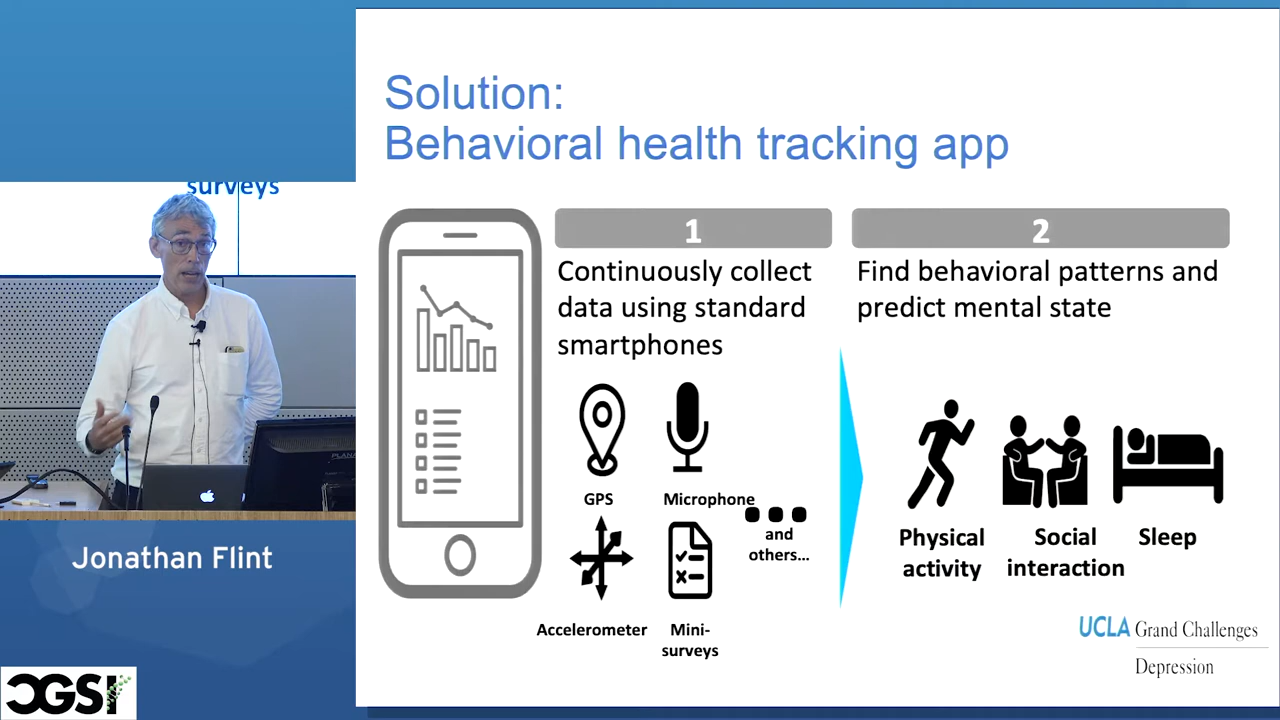 Solution:
Behavioral health tracking app
1
Continuously collect
data using standard
smartphones
GPS
Microphone
and
others...
Accelerometer
Mini-
surveys
2
Find behavioral patterns and
predict mental state
Physical
activity
Social
interaction
Sleep
UCLA Grand Challenges
Depression
surveys
Jonathan Flint
CGSI